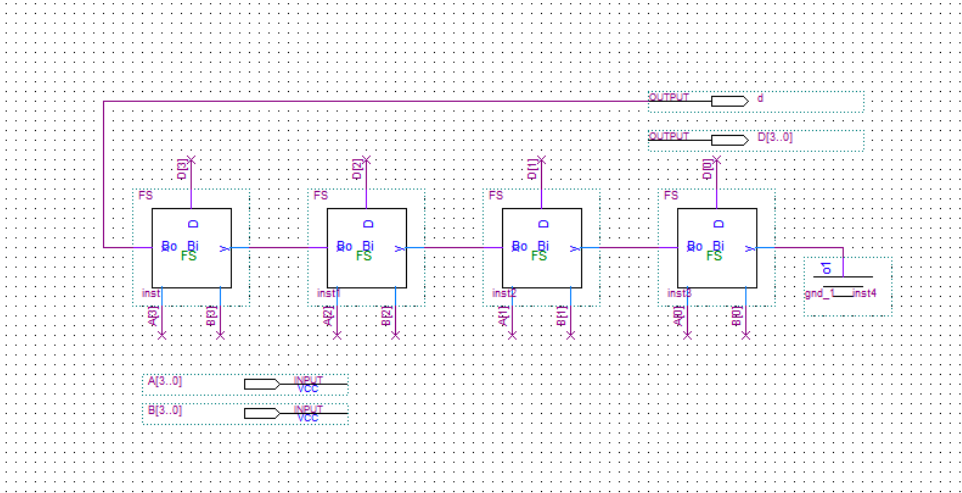 OUTPUT d
OUTPUT D[3..0]
D[3] D[2] D[1] D[0]
FS FS FS FS
D D D D
Bo Bi Bo Bi Bo Bi Bo Bi
FS FS FS FS
o1
inst inst1 inst2 inst3 gnd_1 inst4
A[3] B[3] A[2] B[2] A[1] B[1] A[0] B[0]
A[3..0] INPUT
VCC
B[3..0] INPUT
VCC